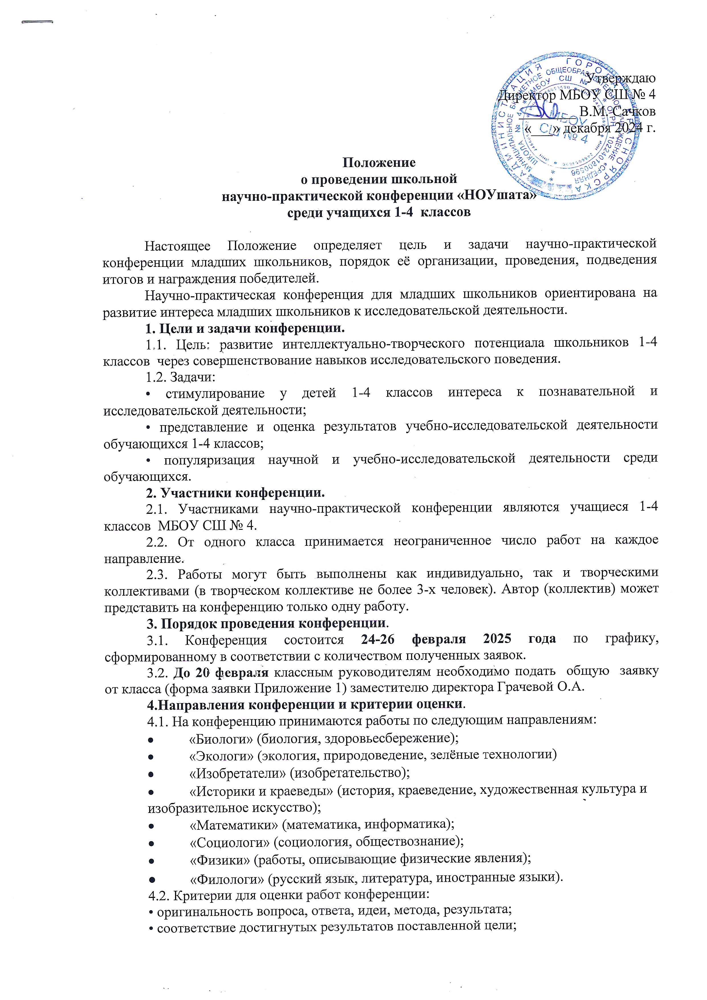 Утверждаю
Директор МБОУ СШ № 4
________ В.М. Сачков
«___» декабря 2024 г.
АДМИНИСТРАЦИЯ ГОРОДА КРАСНОЯРСКА
МУНИЦИПАЛЬНОЕ БЮДЖЕТНОЕ ОБЩЕОБРАЗОВАТЕЛЬНОЕ УЧРЕЖДЕНИЕ «СРЕДНЯЯ
ШКОЛА № 4» * (МБОУ СШ № 4) * ОГРН 1022401800596 *
МБОУ
СШ № 4
Положение
о проведении школьной
научно-практической конференции «НОУшата»
среди учащихся 1-4 классов
Настоящее Положение определяет цель и задачи научно-практической
конференции младших школьников, порядок её организации, проведения, подведения
итогов и награждения победителей.
Научно-практическая конференция для младших школьников ориентирована на
развитие интереса младших школьников к исследовательской деятельности.
1. Цели и задачи конференции.
1.1. Цель: развитие интеллектуально-творческого потенциала школьников 1-4
классов через совершенствование навыков исследовательского поведения.
1.2. Задачи:
• стимулирование у детей 1-4 классов интереса к познавательной и
исследовательской деятельности;
• представление и оценка результатов учебно-исследовательской деятельности
обучающихся 1-4 классов;
• популяризация научной и учебно-исследовательской деятельности среди
обучающихся.
2. Участники конференции.
2.1. Участниками научно-практической конференции являются учащиеся 1-4
классов МБОУ СШ № 4.
2.2. От одного класса принимается неограниченное число работ на каждое
направление.
2.3. Работы могут быть выполнены как индивидуально, так и творческими
коллективами (в творческом коллективе не более 3-х человек). Автор (коллектив) может
представить на конференцию только одну работу.
3. Порядок проведения конференции.
3.1. Конференция состоится 24-26 февраля 2025 года по графику,
сформированному в соответствии с количеством полученных заявок.
3.2. До 20 февраля классным руководителям необходимо подать общую заявку
от класса (форма заявки Приложение 1) заместителю директора Грачевой О.А.
4.Направления конференции и критерии оценки.
4.1. На конференцию принимаются работы по следующим направлениям:
• «Биологи» (биология, здоровьесбережение);
• «Экологи» (экология, природоведение, зелёные технологии)
• «Изобретатели» (изобретательство);
• «Историки и краеведы» (история, краеведение, художественная культура и
изобразительное искусство);
• «Математики» (математика, информатика);
• «Социологи» (социология, обществознание);
• «Физики» (работы, описывающие физические явления);
• «Филологи» (русский язык, литература, иностранные языки).
4.2. Критерии для оценки работ конференции:
• оригинальность вопроса, ответа, идеи, метода, результата;
• соответствие достигнутых результатов поставленной цели;